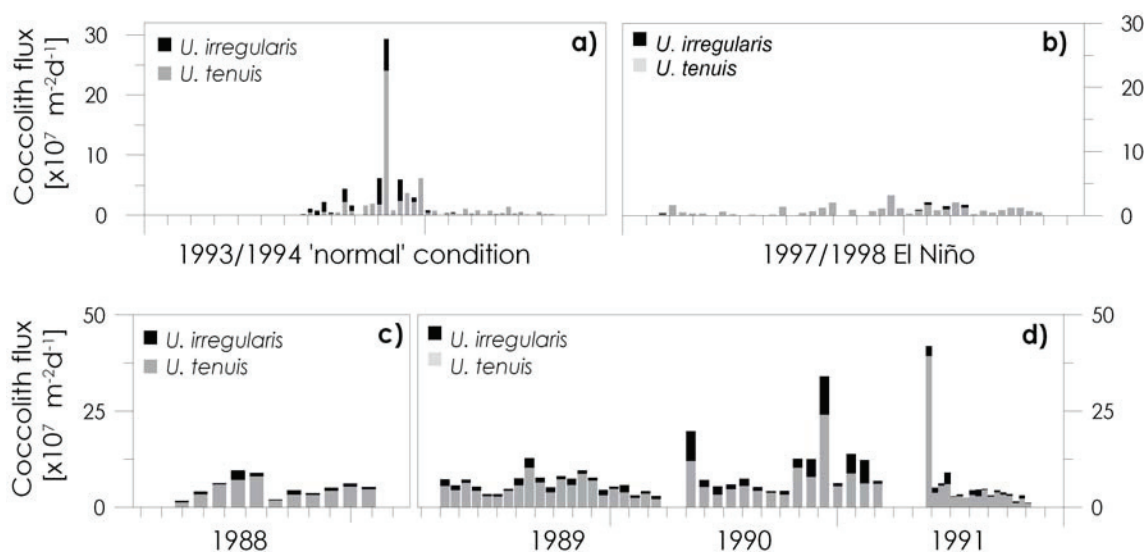 Coccolith flux
[x10⁷ m⁻²d⁻¹]
30
20
10
0
U. irregularis
U. tenuis
a)
1993/1994 'normal' condition
U. irregularis
U. tenuis
b)
30
20
10
0
1997/1998 El Niño
Coccolith flux
[x10⁷ m⁻²d⁻¹]
50
25
0
U. irregularis
U. tenuis
c)
1988
U. irregularis
U. tenuis
d)
50
25
0
1989
1990
1991